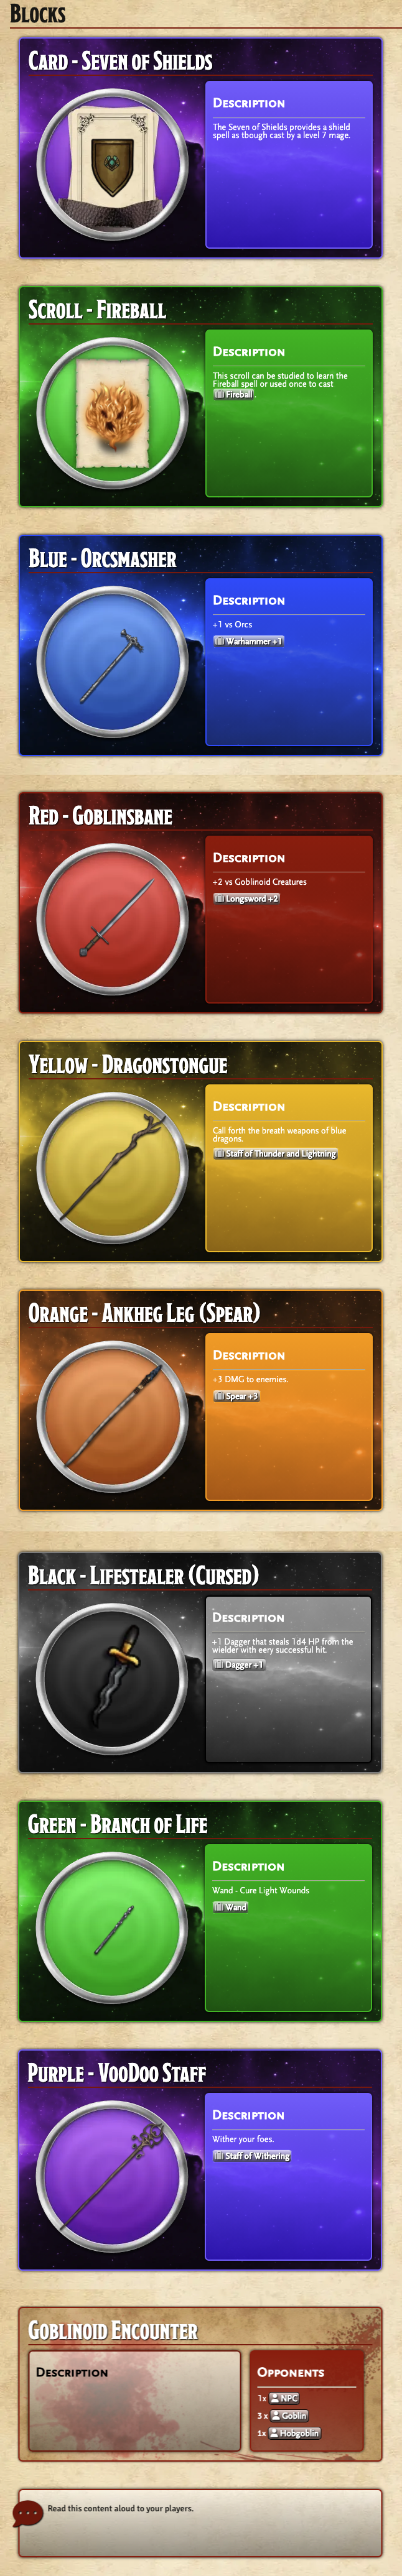 Blocks
Card - Seven of Shields
Description
The Seven of Shields provides a shield
spell as tbough cast by a level 7 mage.
Scroll - Fireball
Description
This scroll can be studied to learn the
Fireball spell or used once to cast
Fireball .
Blue - Orcsmasher
Description
+1 vs Orcs
Warhammer +1
Red - Goblinsbane
Description
+2 vs Goblinoid Creatures
Longsword +2
Yellow - Dragonstongue
Description
Call forth the breath weapons of blue
dragons.
Staff of Thunder and Lightning
Orange - Ankheg Leg (Spear)
Description
+3 DMG to enemies.
Spear +3
Black - Lifestealer (Cursed)
Description
+1 Dagger that steals 1d4 HP from the
wielder with eery successful hit.
Dagger +1
Green - Branch of Life
Description
Wand - Cure Light Wounds
Wand
Purple - VooDoo Staff
Description
Wither your foes.
Staff of Withering
Goblinoid Encounter
Description
Opponents
1x NPC
3 x Goblin
1x Hobgoblin
Read this content aloud to your players.